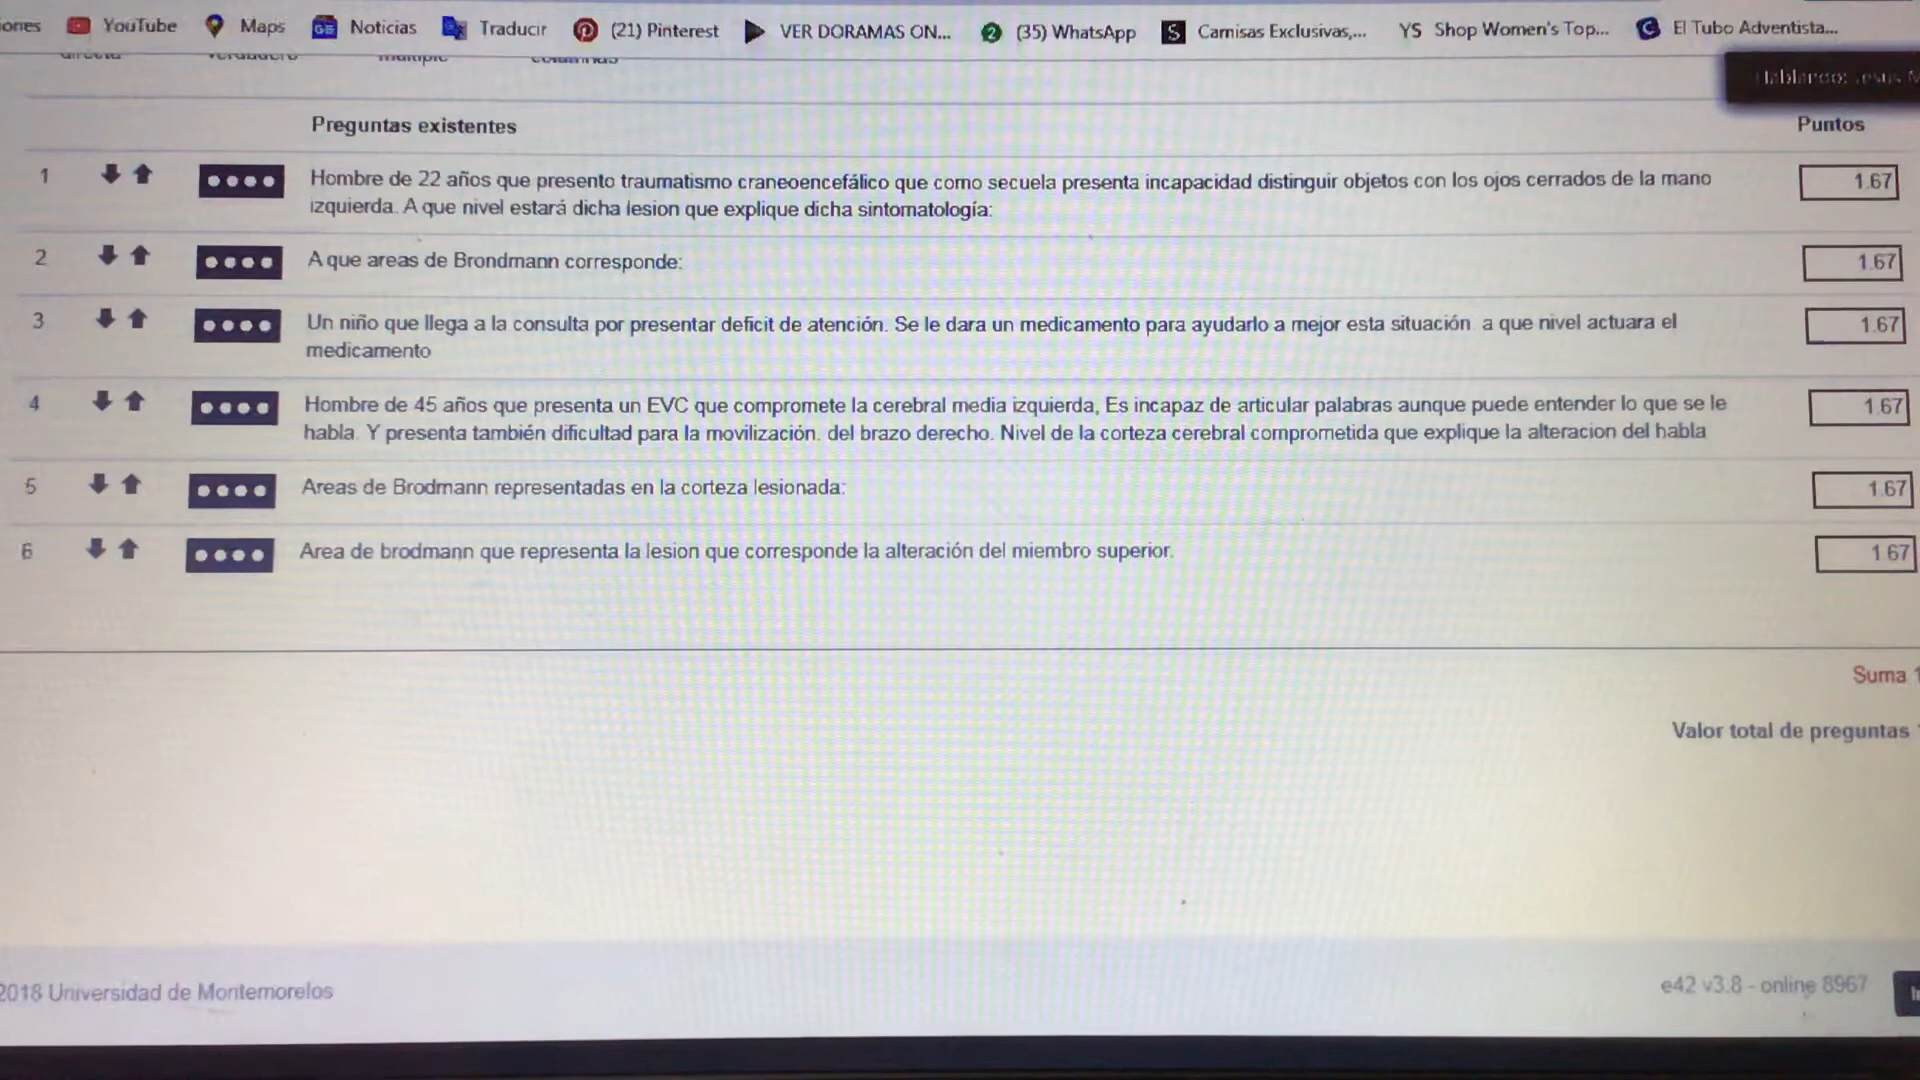 iones YouTube Maps Noticias Traducir (21) Pinterest VER DORAMAS ON... 2 (35) WhatsApp S Camisas Exclusivas,... YS Shop Women's Top... El Tubo Adventista...
directa verdadero múltiple columnas
Hablando: Jesus M
Preguntas existentes Puntos
1 Hombre de 22 años que presento traumatismo craneoencefálico que como secuela presenta incapacidad distinguir objetos con los ojos cerrados de la mano 1.67
izquierda. A que nivel estará dicha lesion que explique dicha sintomatología:
2 A que areas de Brondmann corresponde: 1.67
3 Un niño que llega a la consulta por presentar deficit de atención. Se le dara un medicamento para ayudarlo a mejor esta situación a que nivel actuara el 1.67
medicamento
4 Hombre de 45 años que presenta un EVC que compromete la cerebral media izquierda, Es incapaz de articular palabras aunque puede entender lo que se le 1.67
habla. Y presenta también dificultad para la movilización. del brazo derecho. Nivel de la corteza cerebral comprometida que explique la alteracion del habla
5 Areas de Brodmann representadas en la corteza lesionada: 1.67
6 Area de brodmann que representa la lesion que corresponde la alteración del miembro superior. 1.67
Suma
Valor total de preguntas
2018 Universidad de Montemorelos e42 v3.8 - online 8967